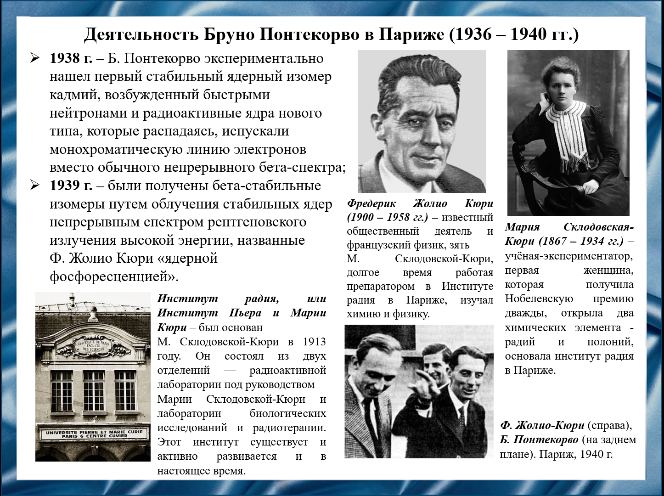 Деятельность Бруно Понтекорво в Париже (1936 – 1940 гг.)
➢ 1938 г. – Б. Понтекорво экспериментально
нашел первый стабильный ядерный изомер
кадмий, возбужденный быстрыми
нейтронами и радиоактивные ядра нового
типа, которые распадаясь, испускали
монохроматическую линию электронов
вместо обычного непрерывного бета-спектра;
➢ 1939 г. – были получены бета-стабильные
изомеры путем облучения стабильных ядер
непрерывным спектром рентгеновского
излучения высокой энергии, названные
Ф. Жолио Кюри «ядерной
фосфоресценцией».
Фредерик Жолио Кюри
(1900 – 1958 гг.) – известный
общественный деятель и
французский физик, зять
М. Склодовской-Кюри,
долгое время работая
препаратором в Институте
радия в Париже, изучал
химию и физику.
Мария Склодовская-
Кюри (1867 – 1934 гг.) –
учёная-экспериментатор,
первая женщина,
которая получила
Нобелевскую премию
дважды, открыла два
химических элемента -
радий и полоний,
основала институт радия
в Париже.
UNIVERSITE PIERRE ET MARIE CURIE
PARIS 6 CENTRE CUVIER
Институт радия, или
Институт Пьера и Марии
Кюри – был основан
М. Склодовской-Кюри в 1913
году. Он состоял из двух
отделений — радиоактивной
лаборатории под руководством
Марии Склодовской-Кюри и
лаборатории биологических
исследований и радиотерапии.
Этот институт существует и
активно развивается и в
настоящее время.
Ф. Жолио-Кюри (справа),
Б. Понтекорво (на заднем
плане). Париж, 1940 г.